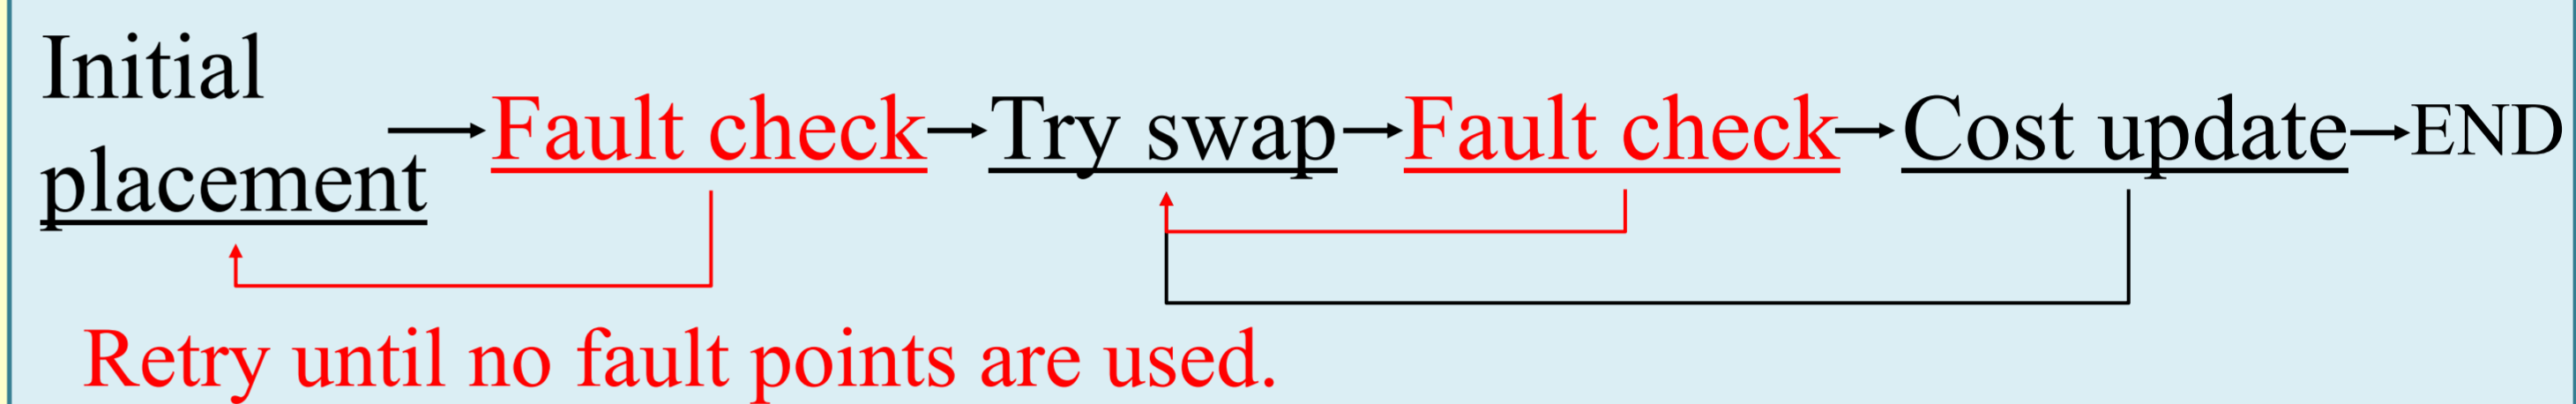 Initial
placement
Fault check
Try swap
Fault check
Cost update
END
Retry until no fault points are used.